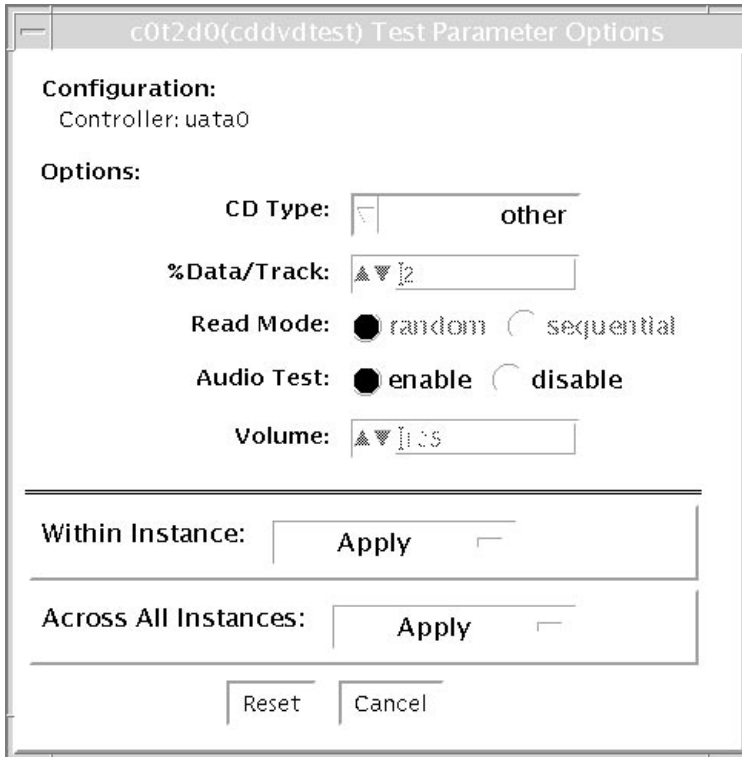 c0t2d0(cddvdtest) Test Parameter Options
Configuration:
Controller: uata0
Options:
CD Type: other
%Data/Track: 2
Read Mode: random sequential
Audio Test: enable disable
Volume:
Within Instance: Apply
Across All Instances: Apply
Reset Cancel